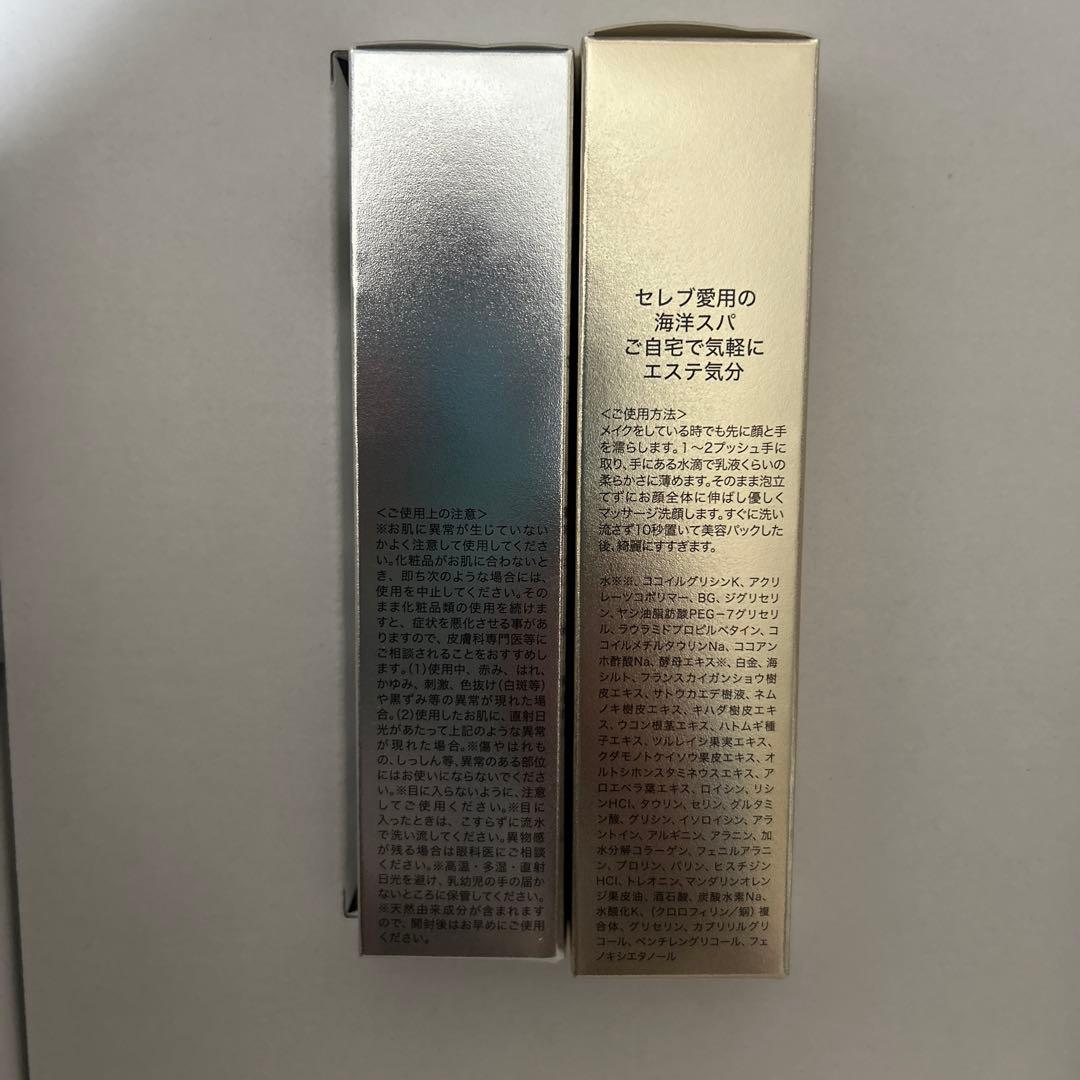 <ご使用上の注意>
※お肌に異常が生じていない
かよく注意して使用してくださ
い。化粧品がお肌に合わないと
き、即ち次のような場合には、
使用を中止してください。その
まま化粧品類の使用を続けま
すと、症状を悪化させる事があ
りますので、皮膚科専門医等に
ご相談されることをおすすめし
ます。(1)使用中、赤み、はれ、
かゆみ、刺激、色抜け(白斑等)
や黒ずみ等の異常が現れた場
合。(2)使用したお肌に、直射日
光があたって上記のような異常
が現れた場合。※傷やはれも
の、しっしん等、異常のある部位
にはお使いにならないでくださ
い。※目に入らないように、注意
してご使用ください。※目に
入ったときは、こすらずに流水
で洗い流してください。異物感
が残る場合は眼科医にご相談
ください。※高温・多湿・直射
日光を避け、乳幼児の手の届か
ないところに保管してください。
※天然由来成分が含まれます
ので、開封後はお早めにご使用
ください。
セレブ愛用の
海洋スパ
ご自宅で気軽に
エステ気分
<ご使用方法>
メイクをしている時でも先に顔と手
を濡らします。1〜2プッシュ手に
取り、手にある水滴で乳液くらいの
柔らかさに薄めます。そのまま泡立
てずにお顔全体に伸ばし優しく
マッサージ洗顔します。すぐに洗い
流さず10秒置いて美容パックした
後、綺麗にすすぎます。
水※※、ココイルグリシンK、アクリ
レーツコポリマー、BG、ジグリセリ
ン、ヤシ油脂肪酸PEG-7グリセリ
ル、ラウラミドプロピルベタイン、コ
コイルメチルタウリンNa、ココアン
ホ酢酸Na、酵母エキス※、白金、海
シルト、フランスカイガンショウ樹
皮エキス、サトウカエデ樹液、ネム
ノキ樹皮エキス、キハダ樹皮エキ
ス、ウコン根茎エキス、ハトムギ種
子エキス、ツルレイシ果実エキス、
クダモノトケイソウ果皮エキス、オ
ルトシホンスタミネウスエキス、ア
ロエベラ葉エキス、ロイシン、リシ
ンHCl、タウリン、セリン、グルタミ
ン酸、グリシン、イソロイシン、アラ
ントイン、アルギニン、アラニン、加
水分解コラーゲン、フェニルアラニ
ン、プロリン、バリン、ヒスチジン
HCl、トレオニン、マンダリンオレン
ジ果皮油、酒石酸、炭酸水素Na、
水酸化K、(クロロフィリン/銅)複
合体、グリセリン、カプリリルグリ
コール、ペンチレングリコール、フェ
ノキシエタノール